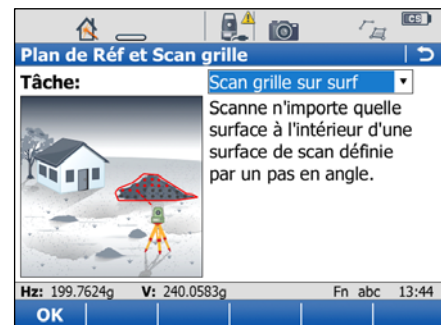 CS
Plan de Réf et Scan grille
Tâche: Scan grille sur surf
Scanne n'importe quelle
surface à l'intérieur d'une
surface de scan définie
par un pas en angle.
Hz: 199.7624g V: 240.0583g Fn abc 13:44
OK